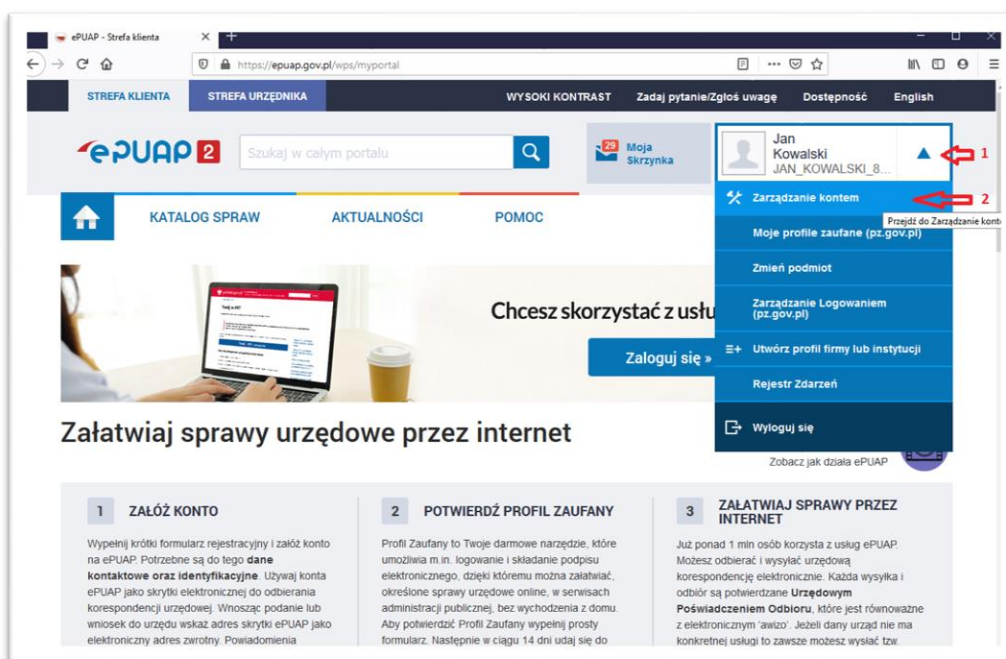 ePUAP - Strefa klienta
https://epuap.gov.pl/wps/myportal
STREFA KLIENTA STREFA URZĘDNIKA WYSOKI KONTRAST Zadaj pytanie/Zgłoś uwagę Dostępność English
ePUAP 2
Szukaj w całym portalu
29 Moja
Skrzynka
Jan
Kowalski
JAN_KOWALSKI_8...
1
KATALOG SPRAW AKTUALNOŚCI POMOC
Zarządzanie kontem
2
Przejdź do Zarządzanie konte
Moje profile zaufane (pz.gov.pl)
Zmień podmiot
Zarządzanie Logowaniem
(pz.gov.pl)
Utwórz profil firmy lub instytucji
Rejestr Zdarzeń
Wyloguj się
Chcesz skorzystać z usłu
Zaloguj się »
Załatwiaj sprawy urzędowe przez internet
Zobacz jak działa ePUAP
1 ZAŁÓŻ KONTO
Wypełnij krótki formularz rejestracyjny i załóż konto
na ePUAP. Potrzebne są do tego dane
kontaktowe oraz identyfikacyjne. Używaj konta
ePUAP jako skrytki elektronicznej do odbierania
korespondencji urzędowej. Wnosząc podanie lub
wniosek do urzędu wskaż adres skrytki ePUAP jako
elektroniczny adres zwrotny. Powiadomienia
2 POTWIERDŹ PROFIL ZAUFANY
Profil Zaufany to Twoje darmowe narzędzie, które
umożliwia m.in. logowanie i składanie podpisu
elektronicznego, dzięki któremu można załatwiać,
określone sprawy urzędowe online, w serwisach
administracji publicznej, bez wychodzenia z domu.
Aby potwierdzić Profil Zaufany wypełnij prosty
formularz. Następnie w ciągu 14 dni udaj się do
3 ZAŁATWIAJ SPRAWY PRZEZ
INTERNET
Już ponad 1 mln osób korzysta z usług ePUAP.
Możesz odbierać i wysyłać urzędową
korespondencję elektronicznie. Każda wysyłka i
odbiór są potwierdzane Urzędowym
Poświadczeniem Odbioru, które jest równoważne
z elektronicznym 'awizo'. Jeżeli dany urząd nie ma
konkretnej usługi to zawsze możesz wysłać tzw.